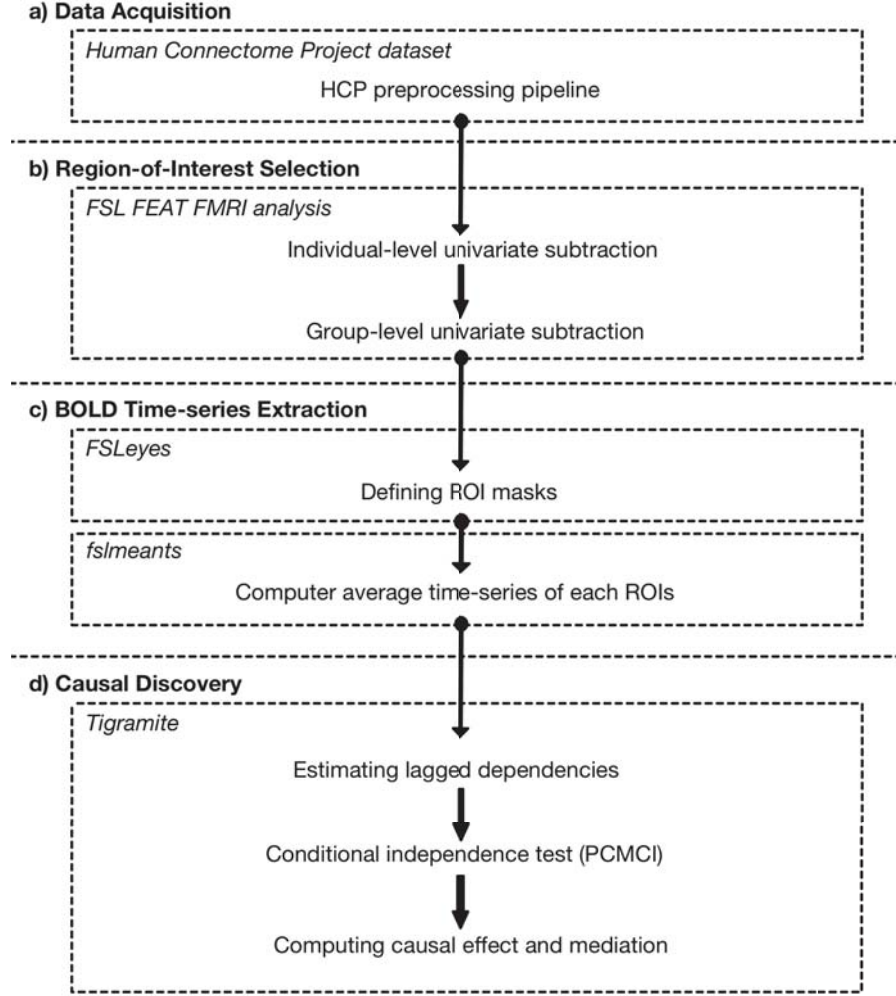 a) Data Acquisition
Human Connectome Project dataset
HCP preprocessing pipeline
b) Region-of-Interest Selection
FSL FEAT FMRI analysis
Individual-level univariate subtraction
Group-level univariate subtraction
c) BOLD Time-series Extraction
FSLeyes
Defining ROI masks
fslmeants
Computer average time-series of each ROIs
d) Causal Discovery
Tigramite
Estimating lagged dependencies
Conditional independence test (PCMCI)
Computing causal effect and mediation